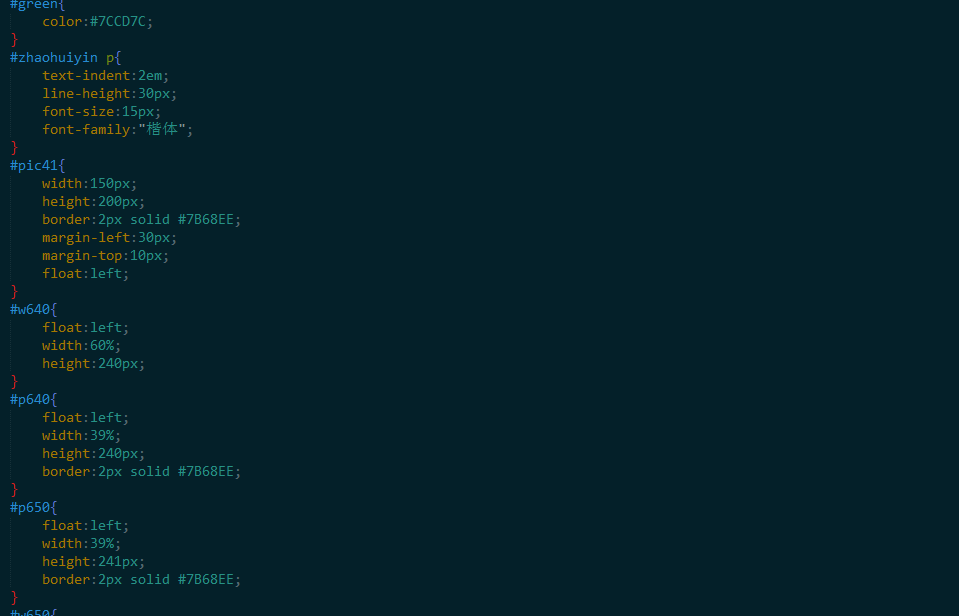 #green{
    color:#7CCD7C;
}
#zhaohuiyin p{
    text-indent:2em;
    line-height:30px;
    font-size:15px;
    font-family:"楷体";
}
#pic41{
    width:150px;
    height:200px;
    border:2px solid #7B68EE;
    margin-left:30px;
    margin-top:10px;
    float:left;
}
#w640{
    float:left;
    width:60%;
    height:240px;
}
#p640{
    float:left;
    width:39%;
    height:240px;
    border:2px solid #7B68EE;
}
#p650{
    float:left;
    width:39%;
    height:241px;
    border:2px solid #7B68EE;
}
#w650{